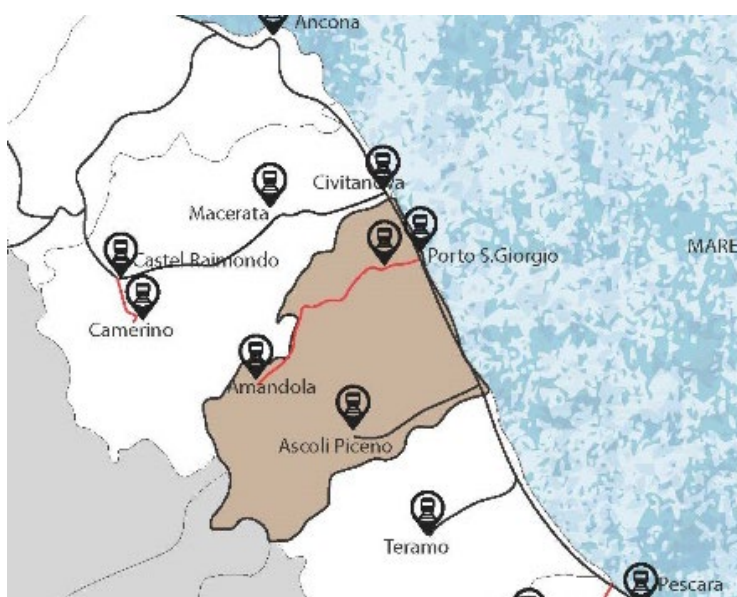 Ancona
Civitanova
Macerata
Castel Raimondo
Porto S.Giorgio
MARE
Camerino
Amandola
Ascoli Piceno
Teramo
Pescara